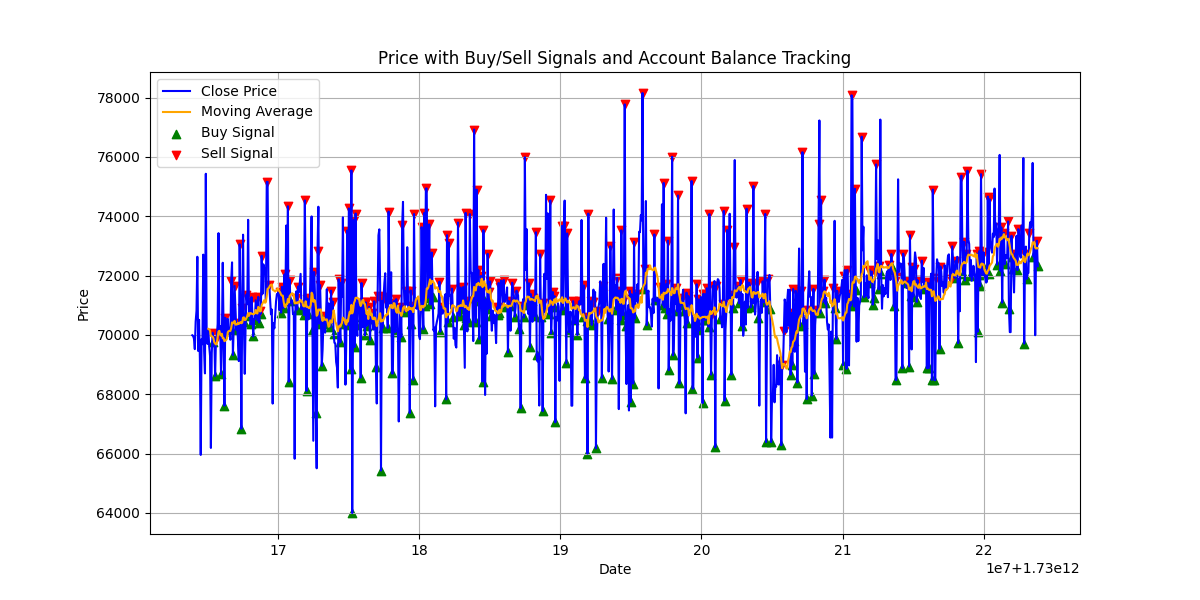 Price with Buy/Sell Signals and Account Balance Tracking
Close Price
Moving Average
Buy Signal
Sell Signal
78000
76000
74000
72000
70000
68000
66000
64000
Price
17 18 19 20 21 22
Date
1e7+1.73e12